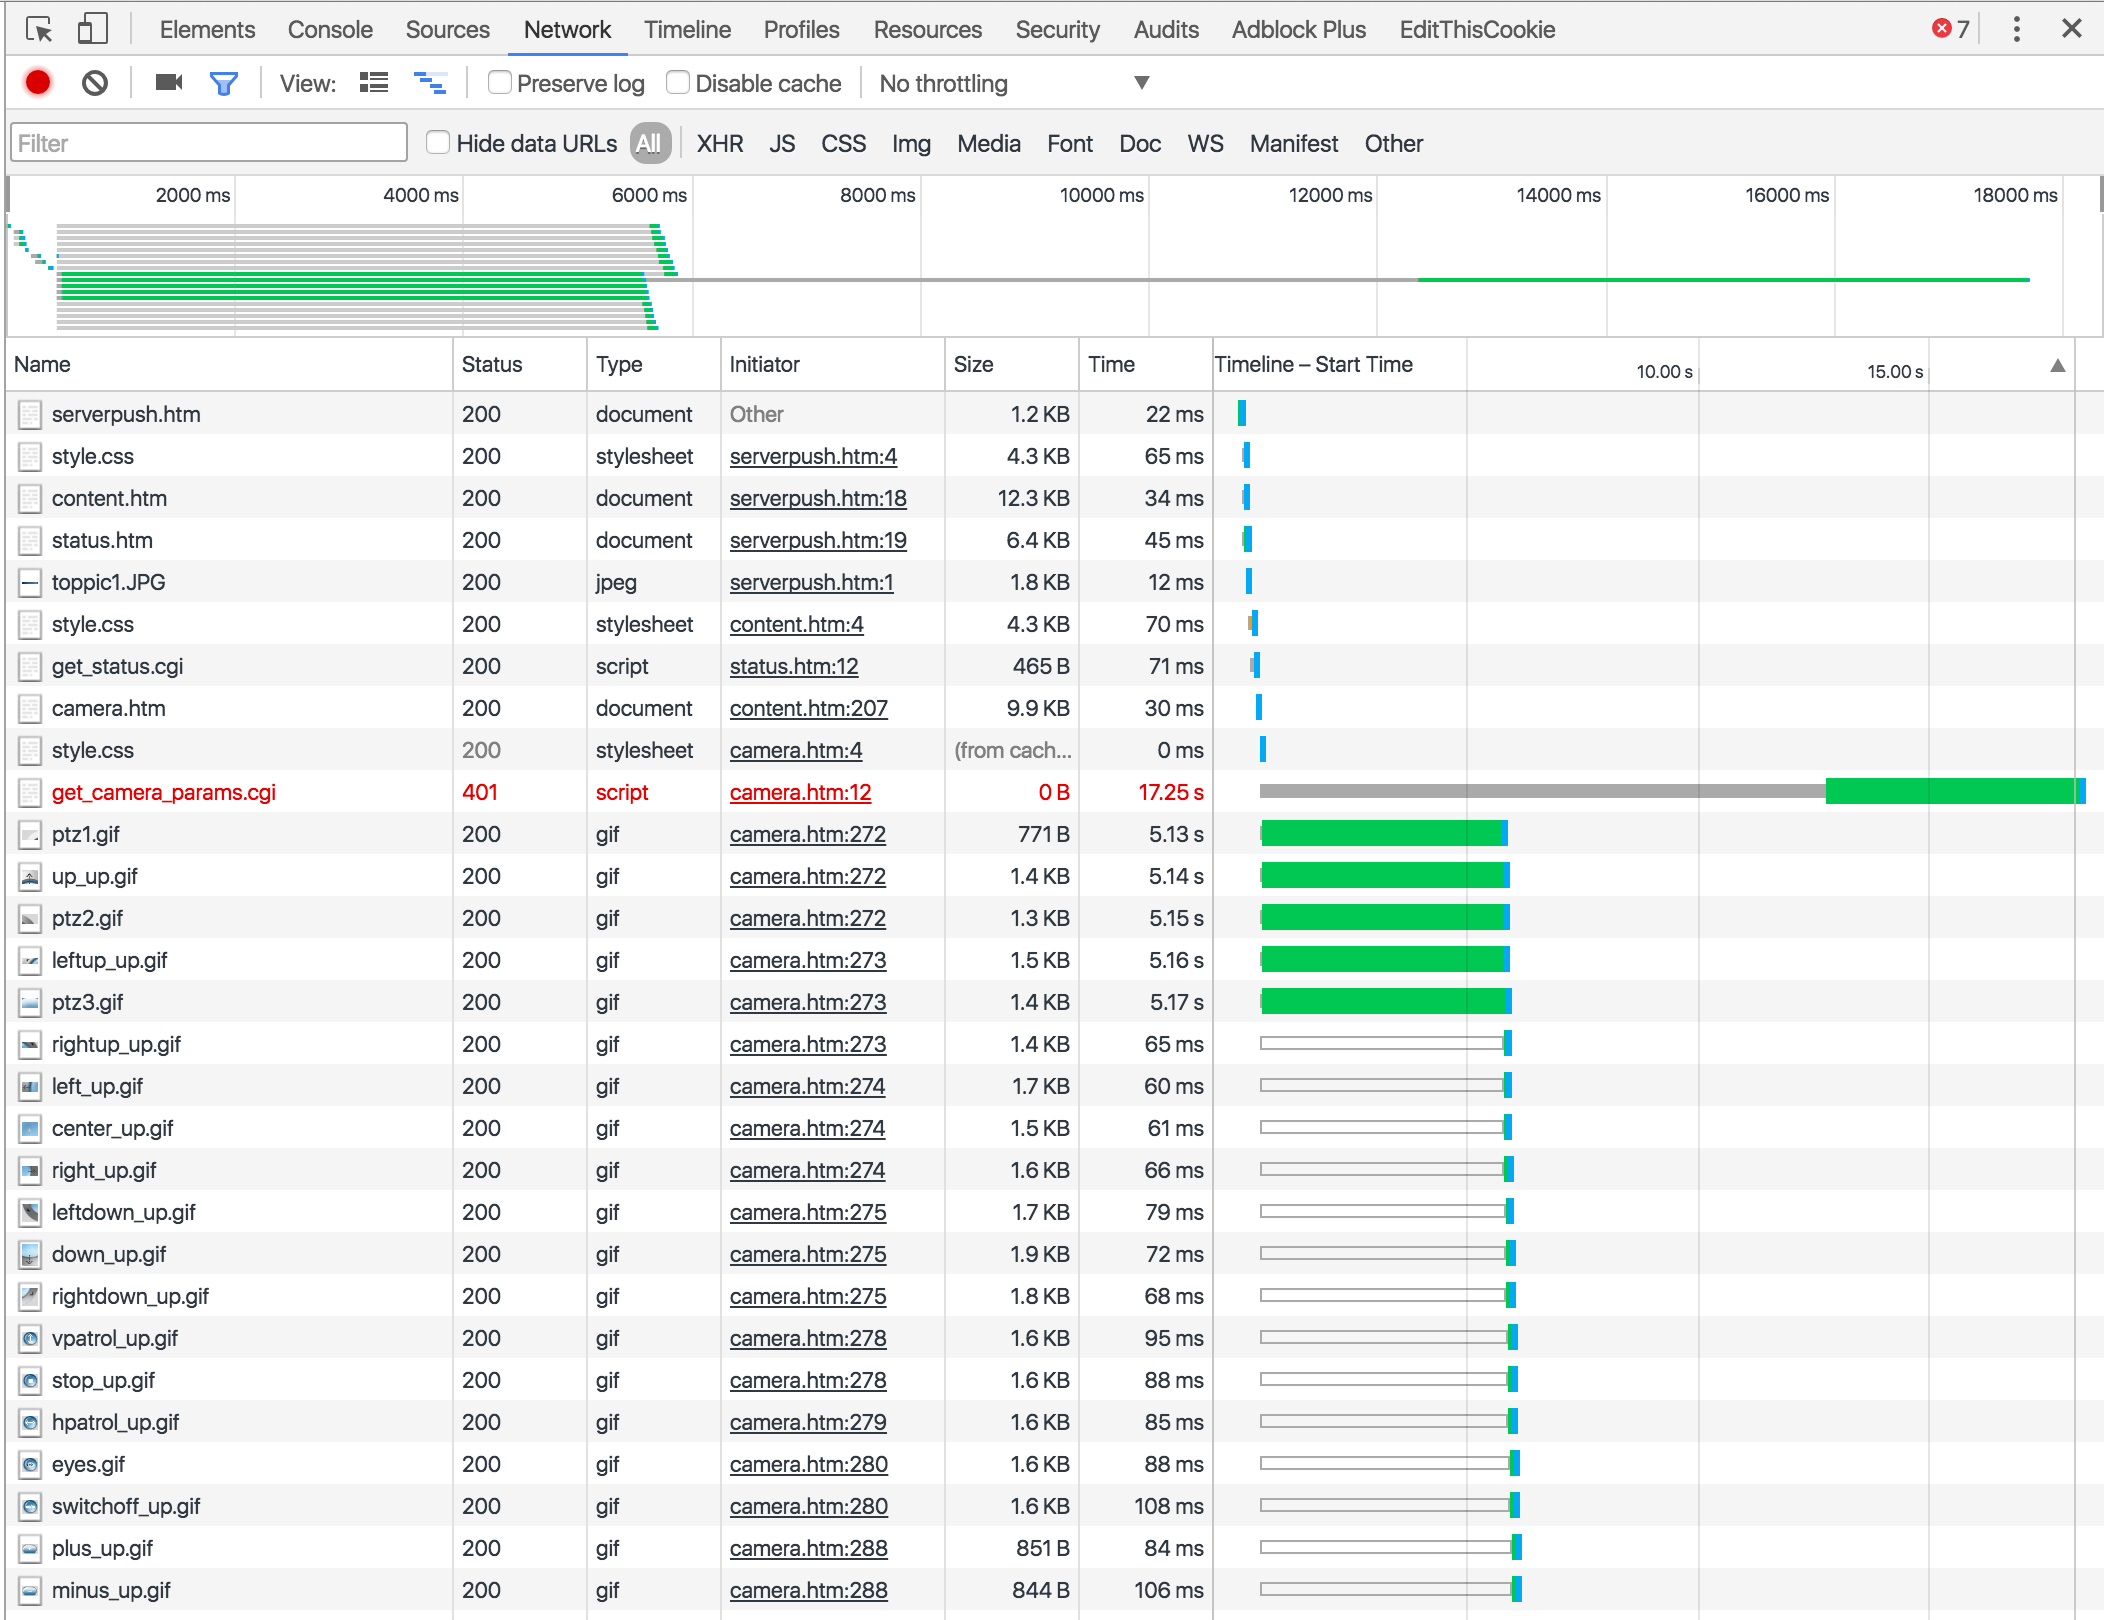 Elements Console Sources Network Timeline Profiles Resources Security Audits Adblock Plus EditThisCookie 7
View: Preserve log Disable cache No throttling
Filter Hide data URLs All XHR JS CSS Img Media Font Doc WS Manifest Other
2000 ms 4000 ms 6000 ms 8000 ms 10000 ms 12000 ms 14000 ms 16000 ms 18000 ms
Name Status Type Initiator Size Time Timeline – Start Time 10.00 s 15.00 s
serverpush.htm 200 document Other 1.2 KB 22 ms
style.css 200 stylesheet serverpush.htm:4 4.3 KB 65 ms
content.htm 200 document serverpush.htm:18 12.3 KB 34 ms
status.htm 200 document serverpush.htm:19 6.4 KB 45 ms
toppic1.JPG 200 jpeg serverpush.htm:1 1.8 KB 12 ms
style.css 200 stylesheet content.htm:4 4.3 KB 70 ms
get_status.cgi 200 script status.htm:12 465 B 71 ms
camera.htm 200 document content.htm:207 9.9 KB 30 ms
style.css 200 stylesheet camera.htm:4 (from cach... 0 ms
get_camera_params.cgi 401 script camera.htm:12 0 B 17.25 s
ptz1.gif 200 gif camera.htm:272 771 B 5.13 s
up_up.gif 200 gif camera.htm:272 1.4 KB 5.14 s
ptz2.gif 200 gif camera.htm:272 1.3 KB 5.15 s
leftup_up.gif 200 gif camera.htm:273 1.5 KB 5.16 s
ptz3.gif 200 gif camera.htm:273 1.4 KB 5.17 s
rightup_up.gif 200 gif camera.htm:273 1.4 KB 65 ms
left_up.gif 200 gif camera.htm:274 1.7 KB 60 ms
center_up.gif 200 gif camera.htm:274 1.5 KB 61 ms
right_up.gif 200 gif camera.htm:274 1.6 KB 66 ms
leftdown_up.gif 200 gif camera.htm:275 1.7 KB 79 ms
down_up.gif 200 gif camera.htm:275 1.9 KB 72 ms
rightdown_up.gif 200 gif camera.htm:275 1.8 KB 68 ms
vpatrol_up.gif 200 gif camera.htm:278 1.6 KB 95 ms
stop_up.gif 200 gif camera.htm:278 1.6 KB 88 ms
hpatrol_up.gif 200 gif camera.htm:279 1.6 KB 85 ms
eyes.gif 200 gif camera.htm:280 1.6 KB 88 ms
switchoff_up.gif 200 gif camera.htm:280 1.6 KB 108 ms
plus_up.gif 200 gif camera.htm:288 851 B 84 ms
minus_up.gif 200 gif camera.htm:288 844 B 106 ms